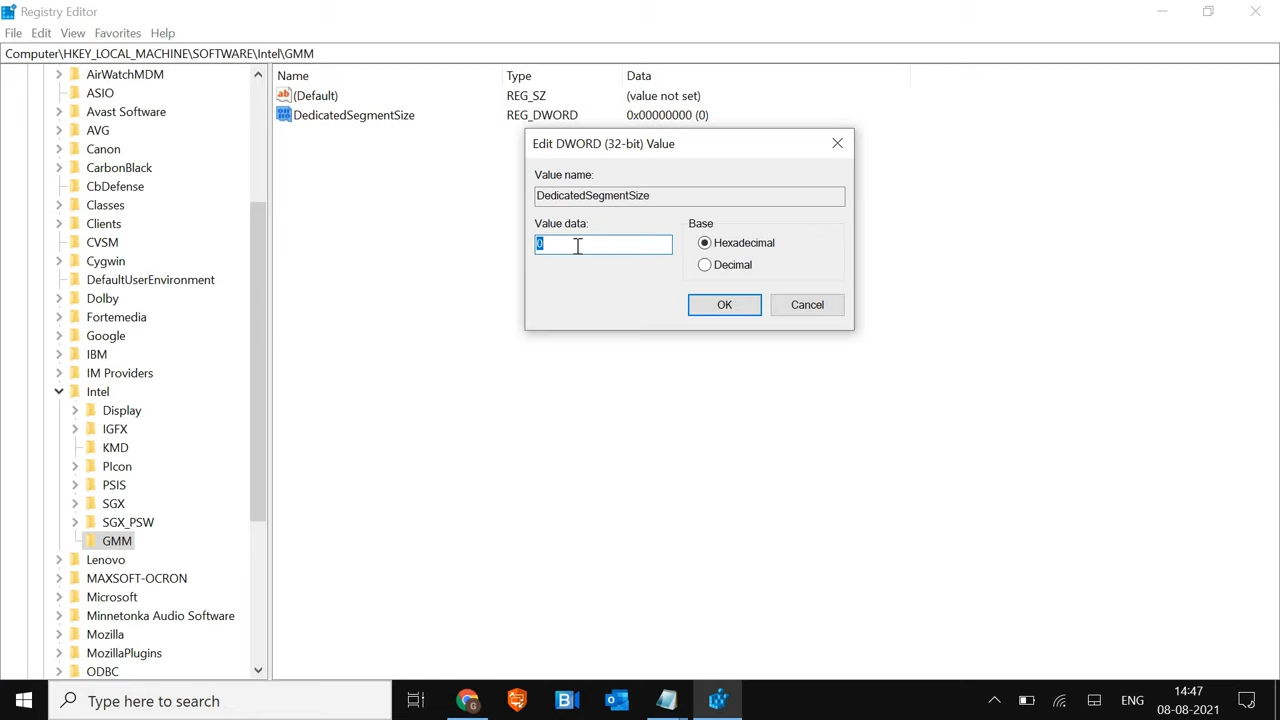 Registry Editor
File Edit View Favorites Help
Computer\HKEY_LOCAL_MACHINE\SOFTWARE\Intel\GMM
AirWatchMDM
ASIO
Avast Software
AVG
Canon
CarbonBlack
CbDefense
Classes
Clients
CVSM
Cygwin
DefaultUserEnvironment
Dolby
Fortemedia
Google
IBM
IM Providers
Intel
Display
IGFX
KMD
PIcon
PSIS
SGX
SGX_PSW
GMM
Lenovo
MAXSOFT-OCRON
Microsoft
Minnetonka Audio Software
Mozilla
MozillaPlugins
ODBC
Name Type Data
ab (Default) REG_SZ (value not set)
DedicatedSegmentSize REG_DWORD 0x00000000 (0)
Edit DWORD (32-bit) Value
Value name:
DedicatedSegmentSize
Value data:
0
Base
Hexadecimal
Decimal
OK Cancel
Type here to search
G
ENG
14:47
08-08-2021